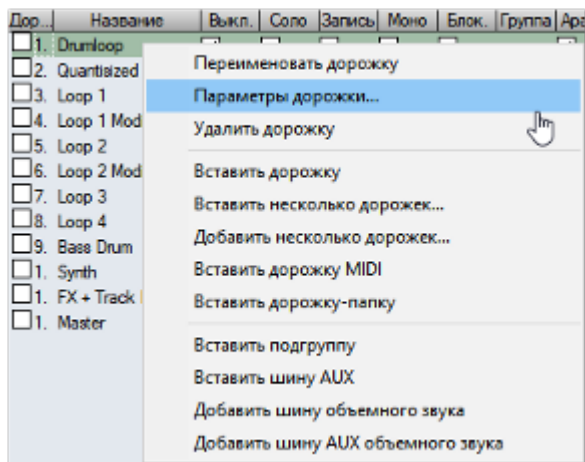 Дор... Название Выкл. Соло Запись Моно Блок. Группа Ара
1. Drumloop
2. Quantisized
3. Loop 1
4. Loop 1 Mod
5. Loop 2
6. Loop 2 Mod
7. Loop 3
8. Loop 4
9. Bass Drum
1. Synth
1. FX + Track
1. Master
Переименовать дорожку
Параметры дорожки...
Удалить дорожку
Вставить дорожку
Вставить несколько дорожек...
Добавить несколько дорожек...
Вставить дорожку MIDI
Вставить дорожку-папку
Вставить подгруппу
Вставить шину AUX
Добавить шину объемного звука
Добавить шину AUX объемного звука